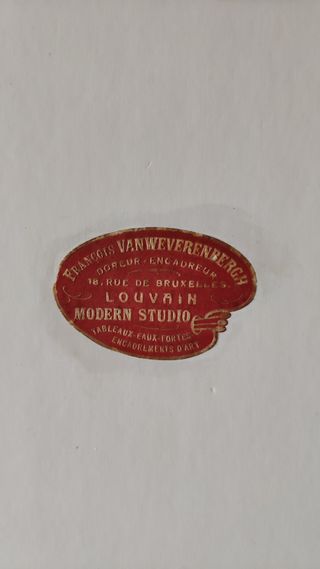 FRANÇOIS VANWEVERENBERGH
DOREUR-ENCADREUR
18, RUE DE BRUXELLES.
LOUVAIN
MODERN STUDIO
TABLEAUX-EAUX-FORTES
ENCADREMENTS D'ART